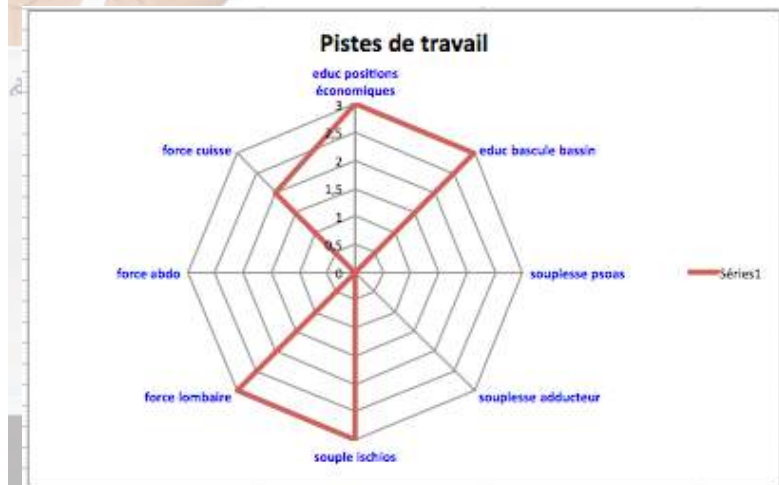 Pistes de travail
educ positions
économiques
3
force cuisse
2,5
educ bascule bassin
2
1,5
1
0,5
force abdo
0
souplesse psoas
Séries1
force lombaire
souplesse adducteur
souple ischios